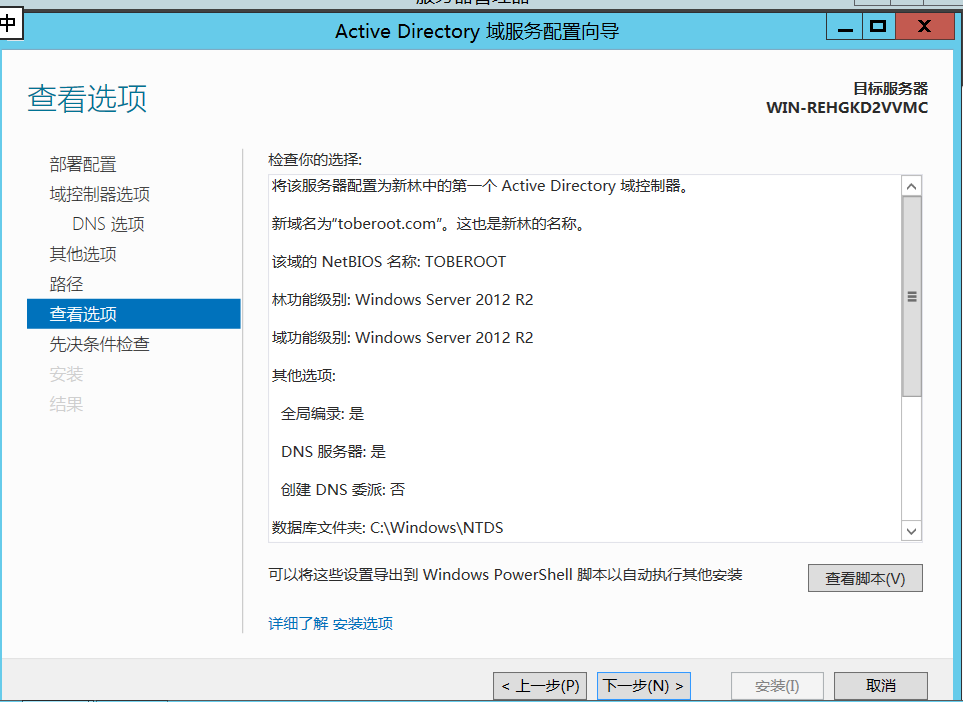 服务器管理器
中
Active Directory 域服务配置向导
查看选项
目标服务器
WIN-REHGKD2VVMC
部署配置
域控制器选项
DNS 选项
其他选项
路径
查看选项
先决条件检查
安装
结果
检查你的选择:
将该服务器配置为新林中的第一个 Active Directory 域控制器。
新域名为"toberoot.com"。这也是新林的名称。
该域的 NetBIOS 名称: TOBEROOT
林功能级别: Windows Server 2012 R2
域功能级别: Windows Server 2012 R2
其他选项:
全局编录: 是
DNS 服务器: 是
创建 DNS 委派: 否
数据库文件夹: C:\Windows\NTDS
可以将这些设置导出到 Windows PowerShell 脚本以自动执行其他安装
查看脚本(V)
详细了解 安装选项
< 上一步(P)
下一步(N) >
安装(I)
取消